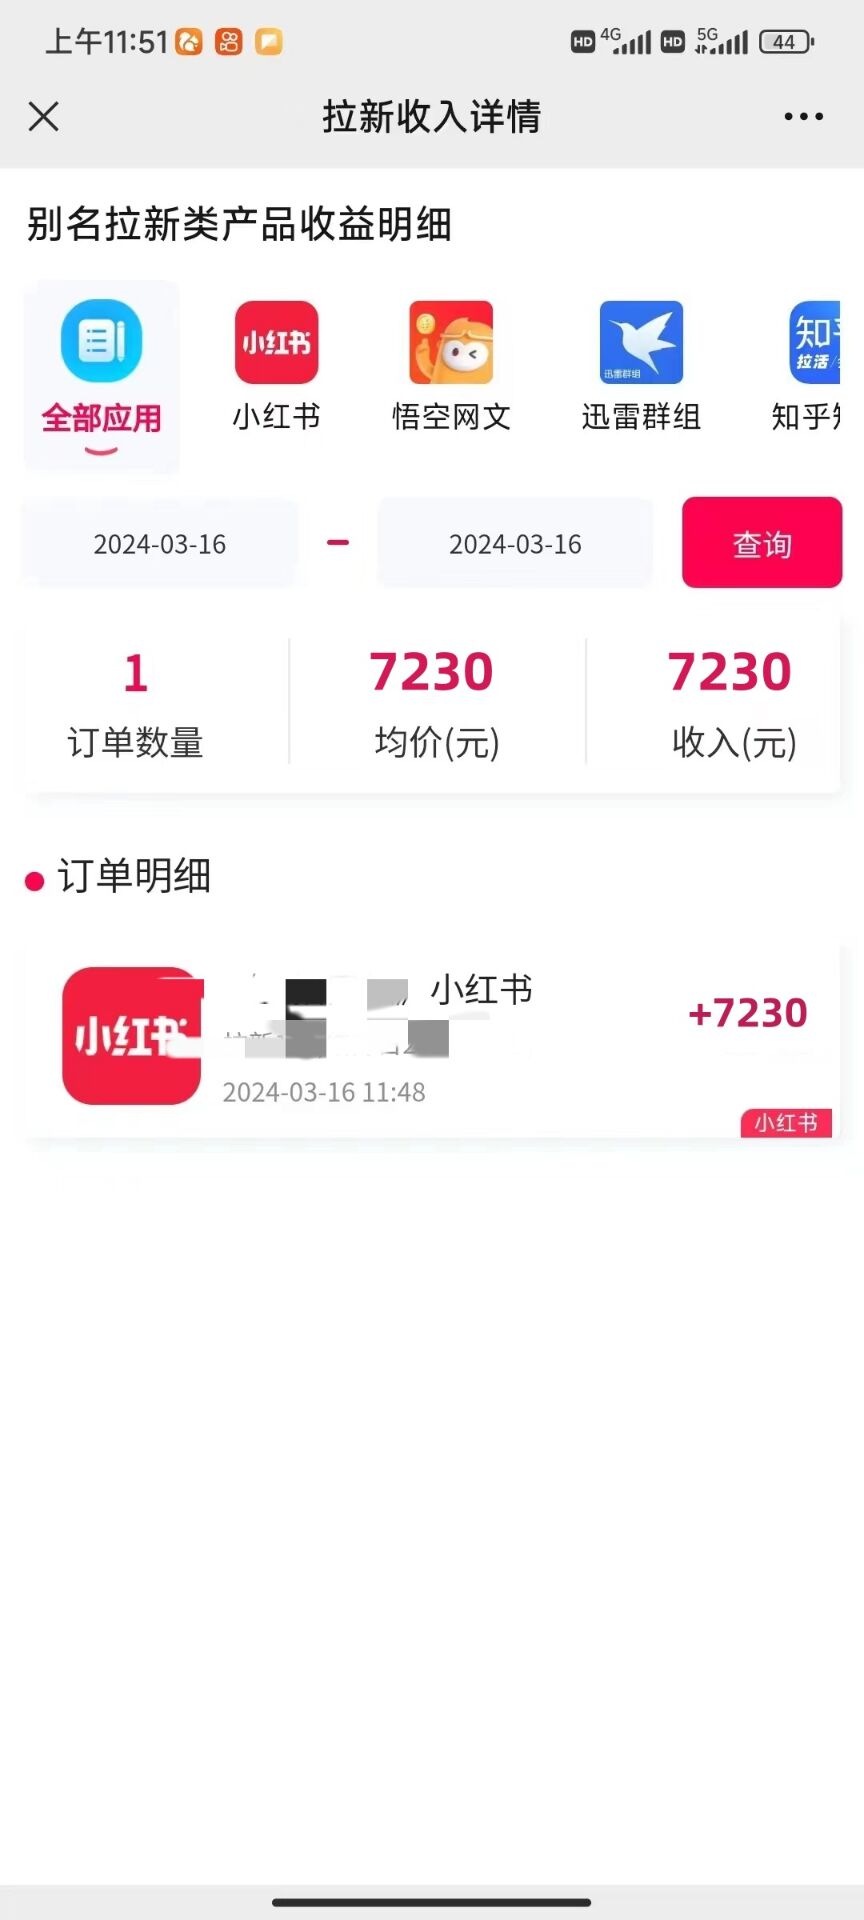 上午11:51
HD 4G HD 5G 44
拉新收入详情
别名拉新类产品收益明细
小红书
迅雷群组
知乎
拉活/
全部应用 小红书 悟空网文 迅雷群组 知乎
2024-03-16 - 2024-03-16 查询
1 7230 7230
订单数量 均价(元) 收入(元)
订单明细
小红书
小红书
+7230
拉新
2024-03-16 11:48
小红书